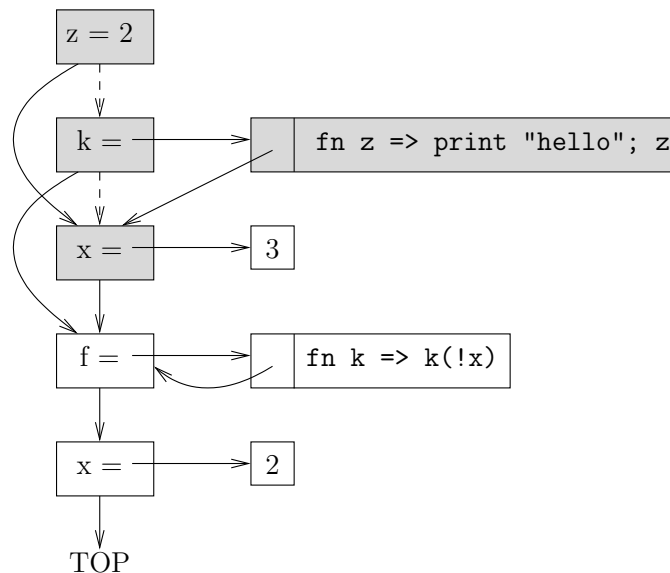 z = 2
k =
fn z => print "hello"; z
x =
3
f =
fn k => k(!x)
x =
2
TOP